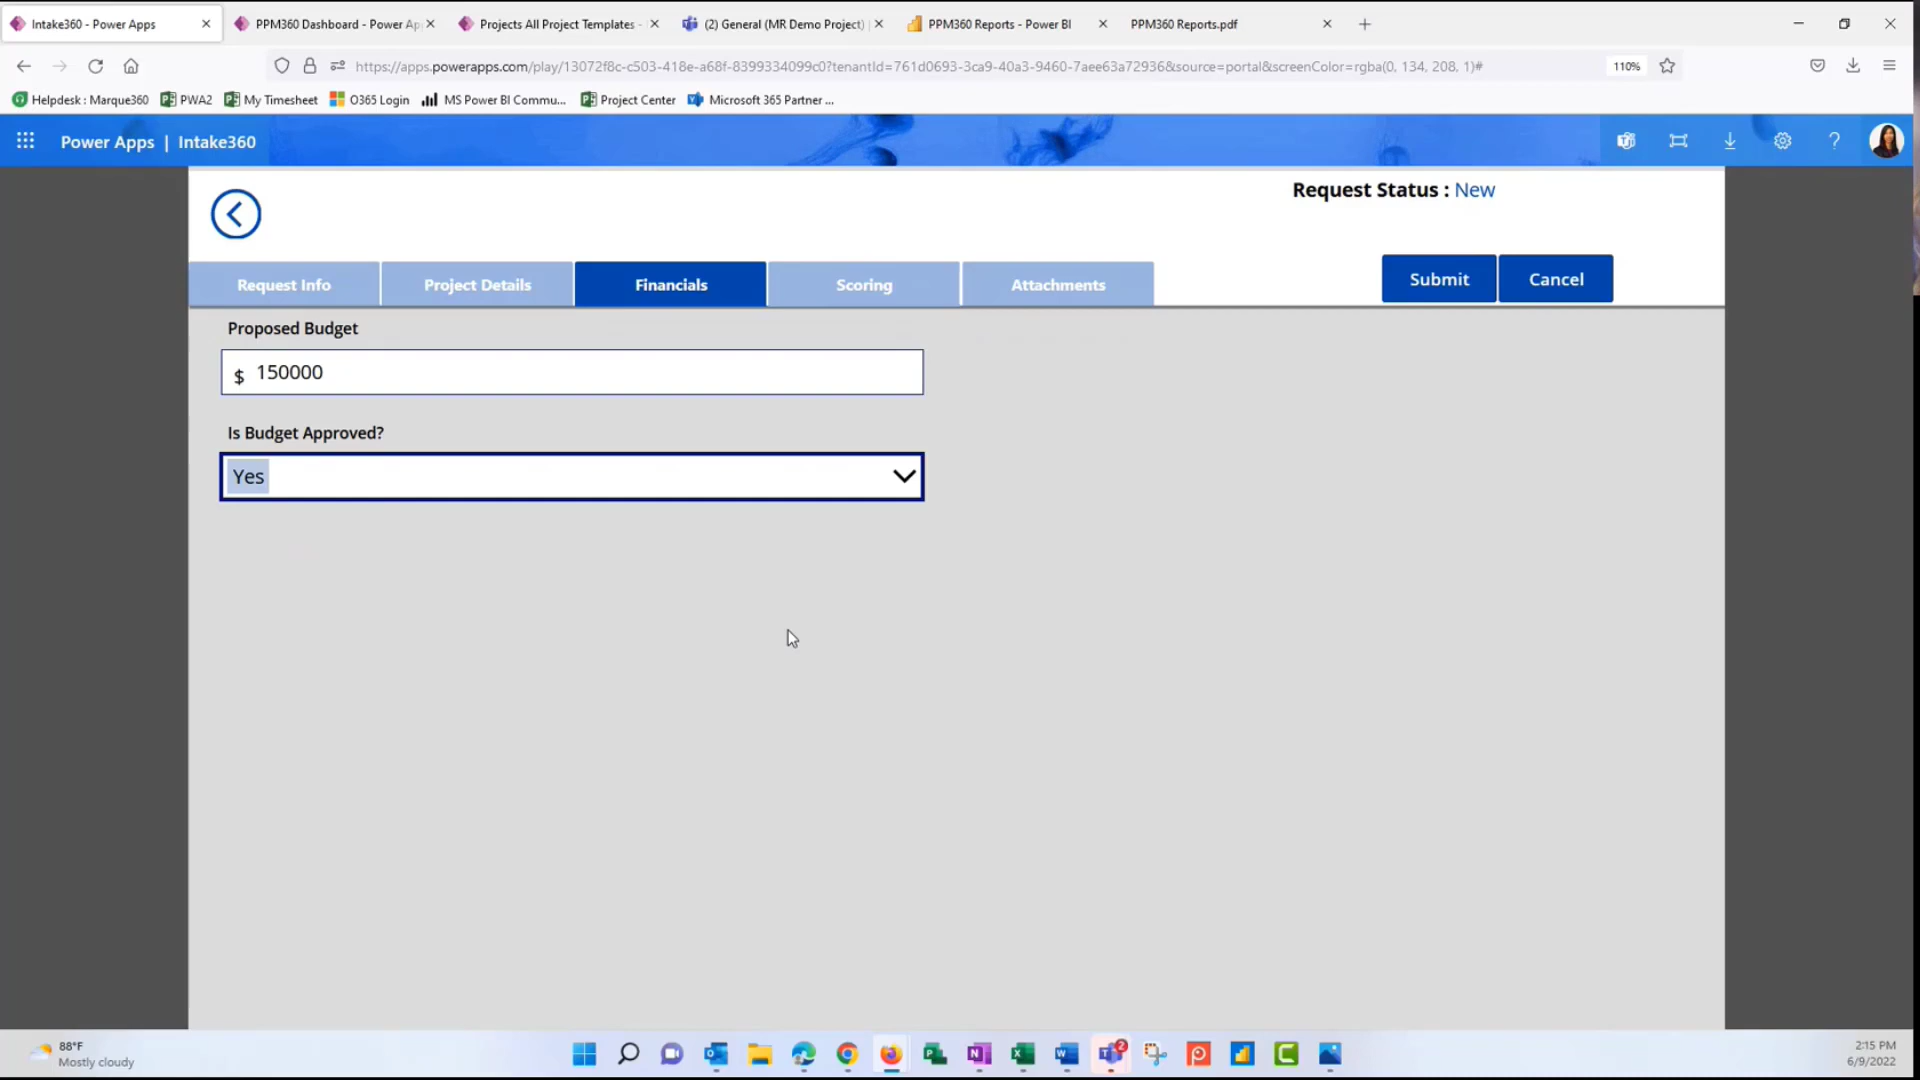 Intake360 - Power Apps
PPM360 Dashboard - Power Ap
Projects All Project Templates -
(2) General (MR Demo Project) |
PPM360 Reports - Power BI
PPM360 Reports.pdf
https://apps.powerapps.com/play/13072f8c-c503-418e-a68f-8399334099c0?tenantId=761d0693-3ca9-40a3-9460-7aee63a72936&source=portal&screenColor=rgba(0, 134, 208, 1)#
110%
Helpdesk : Marque360
PWA2
My Timesheet
O365 Login
MS Power BI Commu...
Project Center
Microsoft 365 Partner ...
Power Apps | Intake360
?
Request Status : New
Request Info
Project Details
Financials
Scoring
Attachments
Submit
Cancel
Proposed Budget
$ 150000
Is Budget Approved?
Yes
88°F
Mostly cloudy
2
2:15 PM
6/9/2022